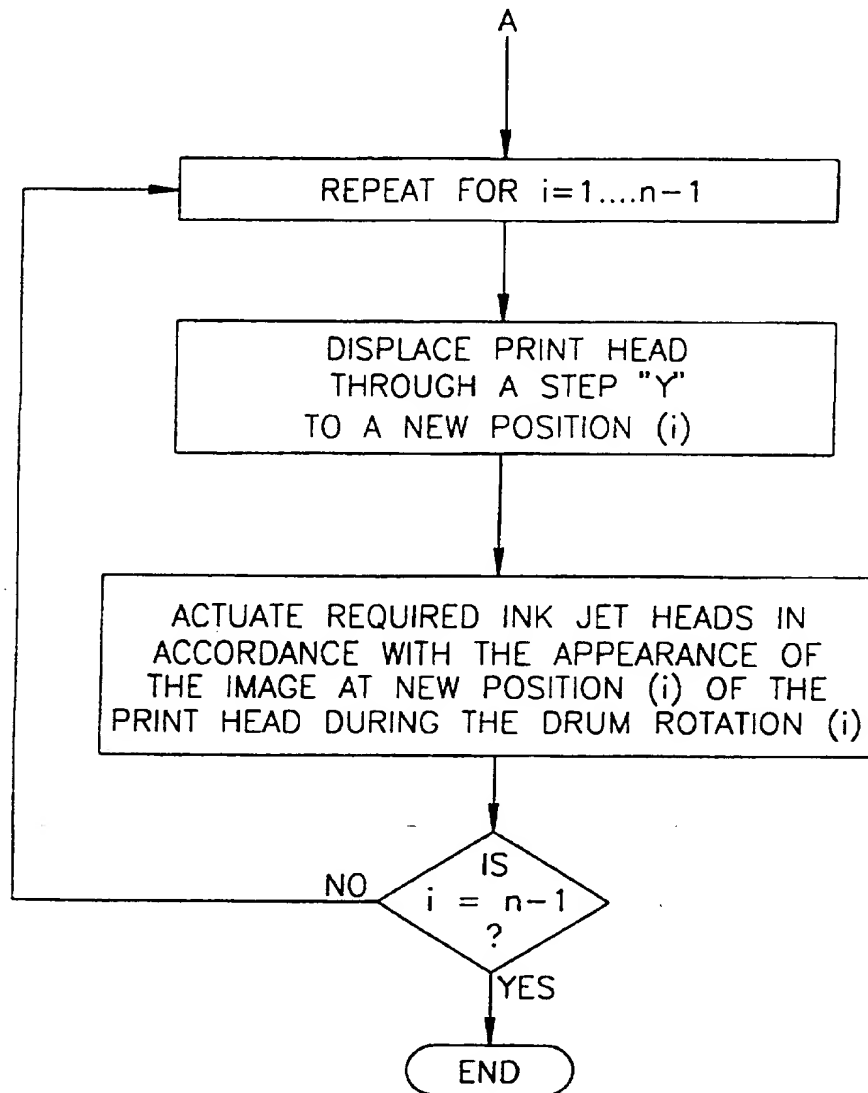 A
REPEAT FOR i=1....n-1
DISPLACE PRINT HEAD
THROUGH A STEP "Y"
TO A NEW POSITION (i)
ACTUATE REQUIRED INK JET HEADS IN
ACCORDANCE WITH THE APPEARANCE OF
THE IMAGE AT NEW POSITION (i) OF THE
PRINT HEAD DURING THE DRUM ROTATION (i)
IS
NO
i = n-1
?
YES
END